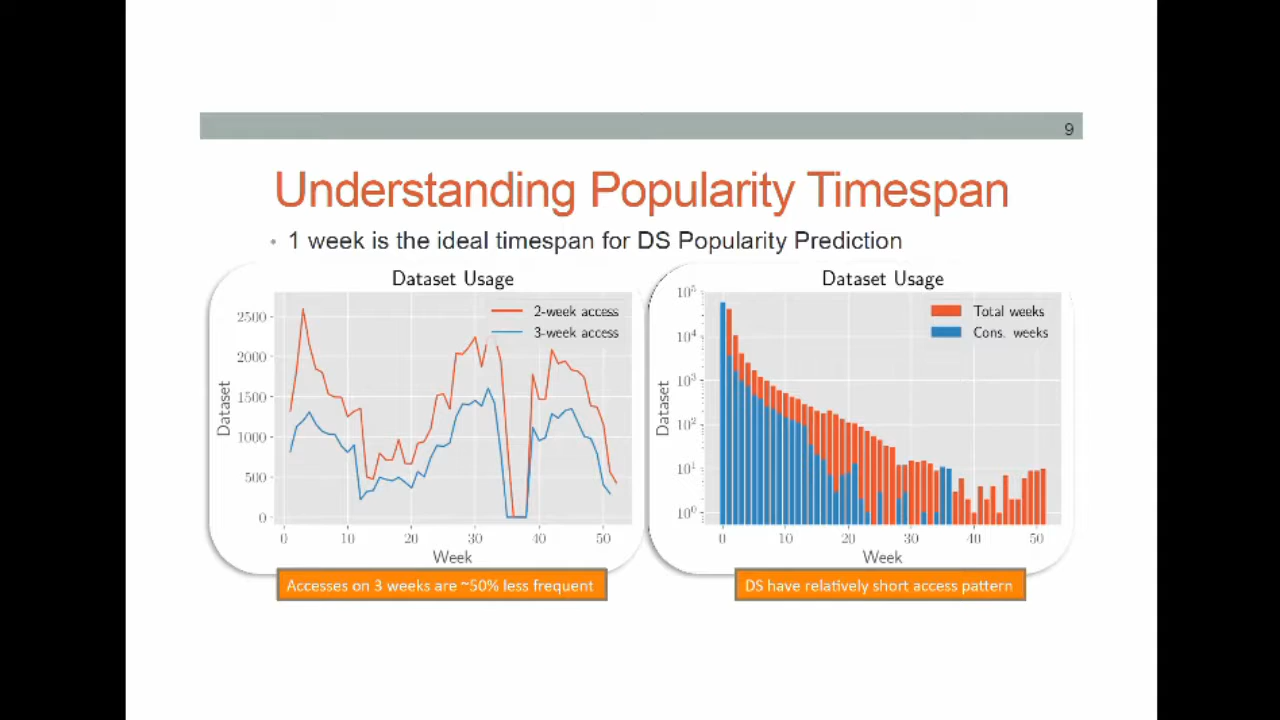 9
Understanding Popularity Timespan
• 1 week is the ideal timespan for DS Popularity Prediction
Dataset Usage
2-week access
3-week access
2500
2000
1500
1000
500
0
Dataset
0 10 20 30 40 50
Week
Accesses on 3 weeks are ~50% less frequent
Dataset Usage
Total weeks
Cons. weeks
10⁵
10⁴
10³
10²
10¹
10⁰
Dataset
0 10 20 30 40 50
Week
DS have relatively short access pattern